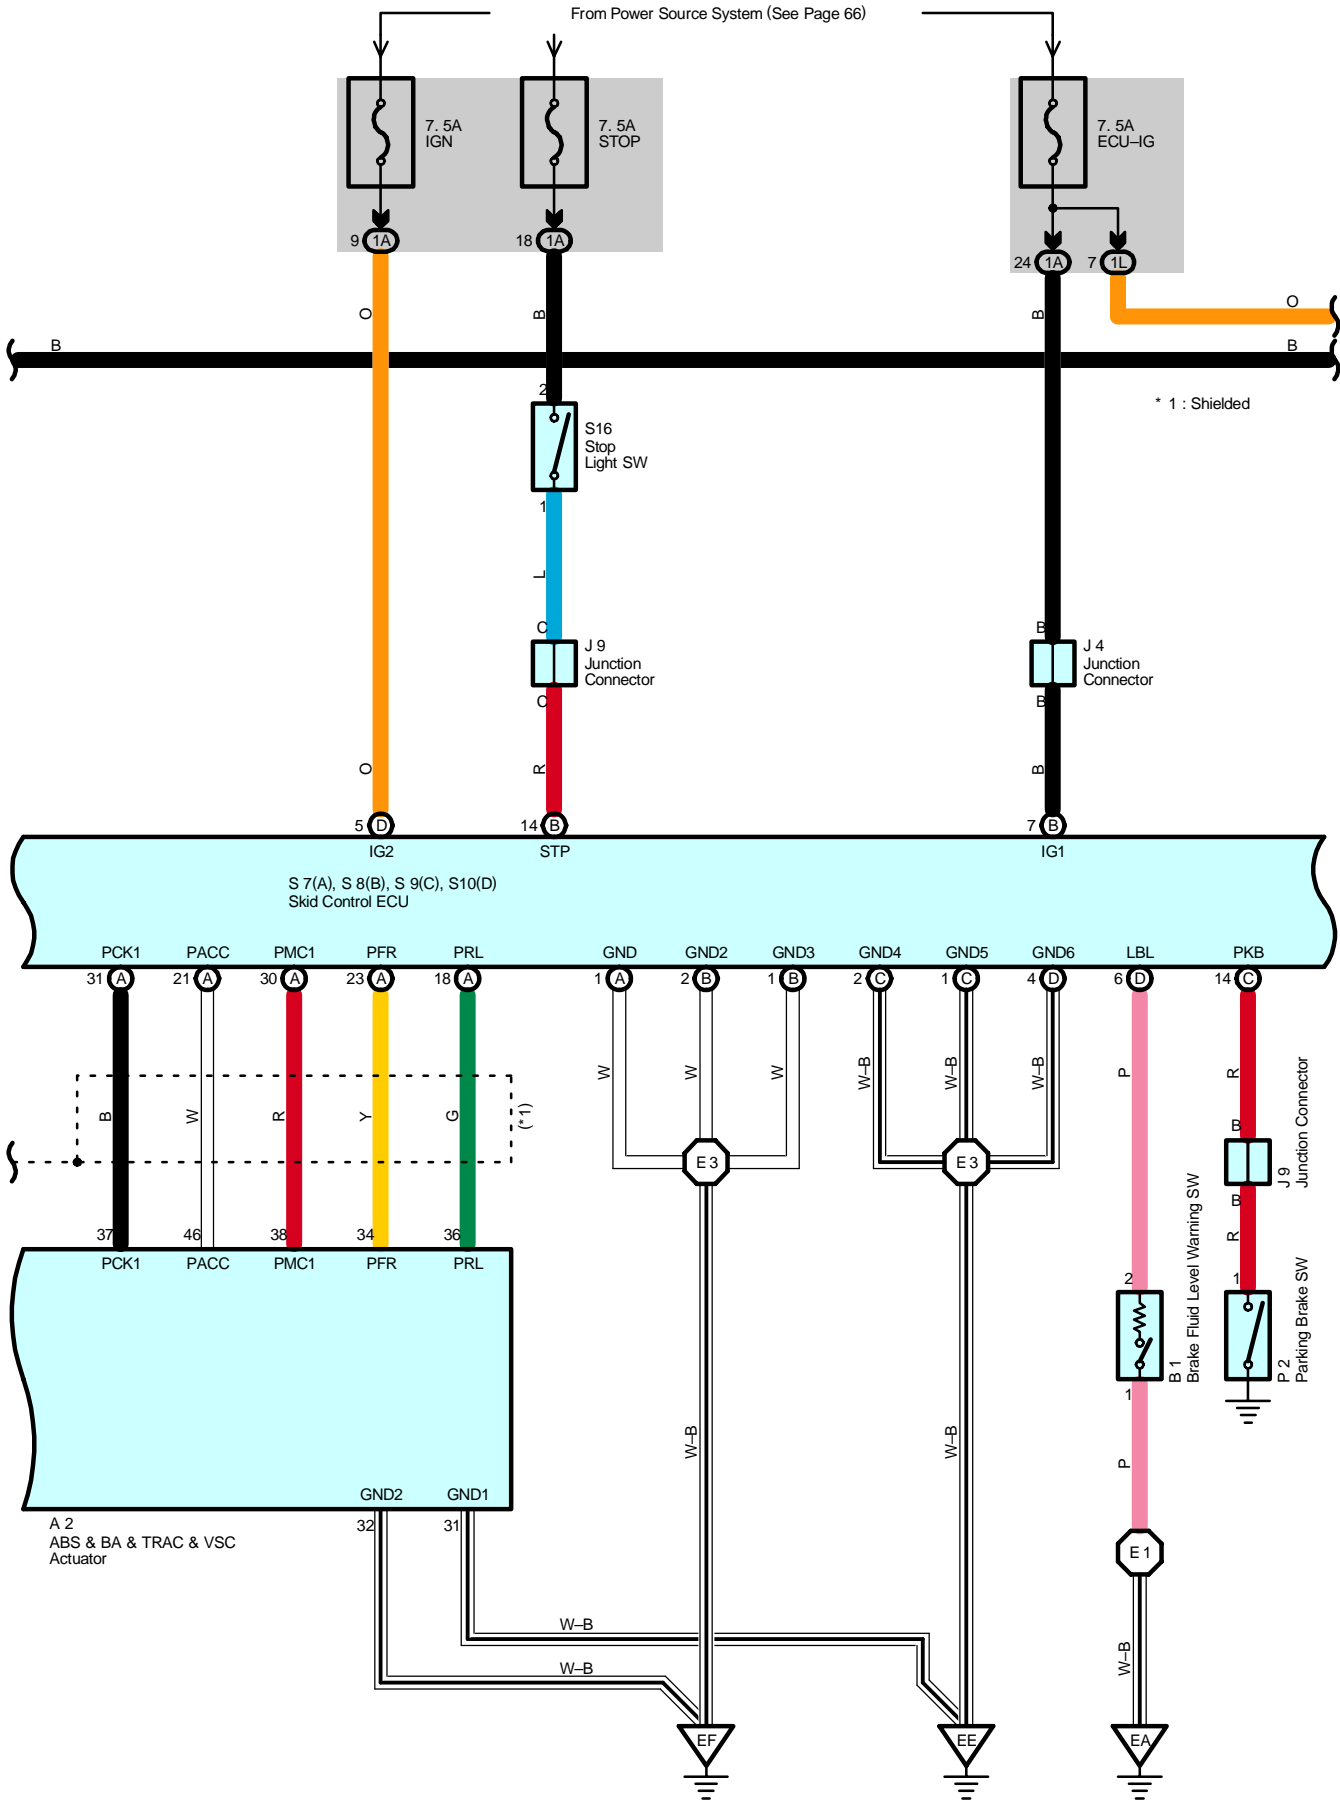 From Power Source System (See Page 66)
7. 5A
IGN
7. 5A
STOP
7. 5A
ECU–IG
9 1A
18 1A
24 1A
7 1L
O
B
B
O
B
B
* 1 : Shielded
2
S16
Stop
Light SW
1
L
C
J 9
Junction
Connector
C
B
J 4
Junction
Connector
B
O
R
B
5 D
14 B
7 B
IG2
STP
IG1
S 7(A), S 8(B), S 9(C), S10(D)
Skid Control ECU
PCK1
PACC
PMC1
PFR
PRL
GND
GND2
GND3
GND4
GND5
GND6
LBL
PKB
31 A
21 A
30 A
23 A
18 A
1 A
2 B
1 B
2 C
1 C
4 D
6 D
14 C
B
W
R
Y
G
(*1)
W
W
W
W–B
W–B
W–B
P
R
B
J 9
Junction Connector
B
R
E 3
E 3
37
46
38
34
36
PCK1
PACC
PMC1
PFR
PRL
2
B 1
Brake Fluid Level Warning SW
1
1
P 2
Parking Brake SW
W–B
W–B
P
GND2
GND1
32
31
A 2
ABS & BA & TRAC & VSC
Actuator
E 1
W–B
W–B
W–B
EF
EE
EA